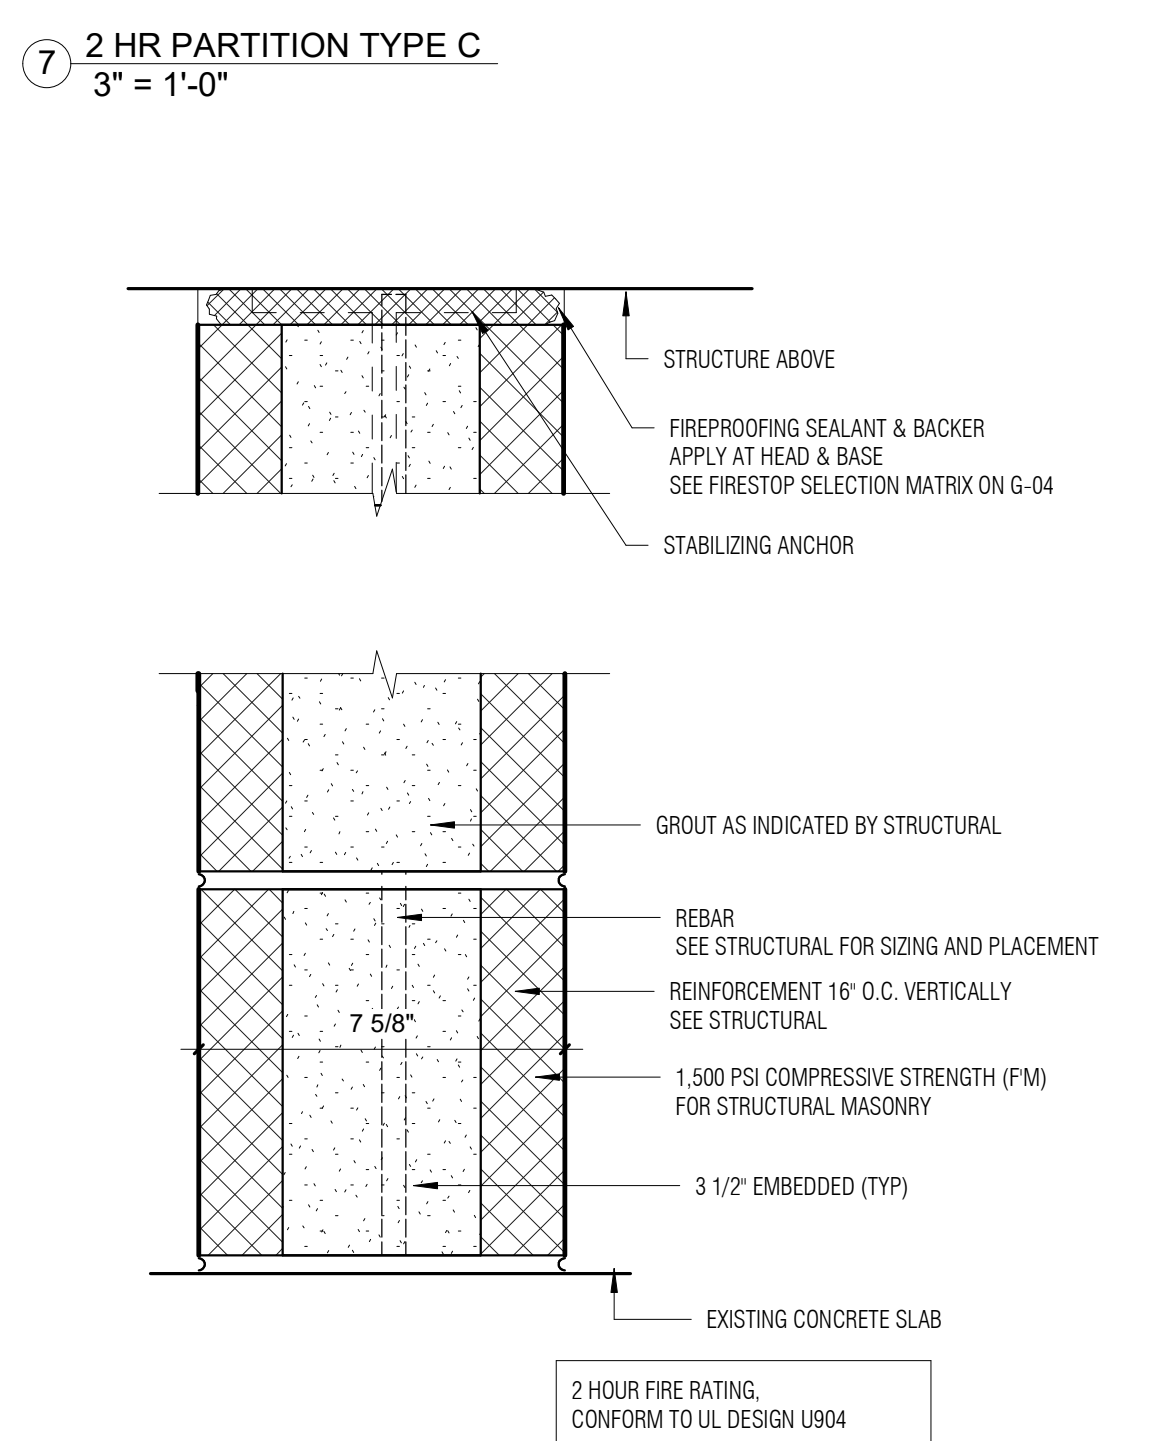 7
2 HR PARTITION TYPE C
3" = 1'-0"
STRUCTURE ABOVE
FIREPROOFING SEALANT & BACKER
APPLY AT HEAD & BASE
SEE FIRESTOP SELECTION MATRIX ON G-04
STABILIZING ANCHOR
GROUT AS INDICATED BY STRUCTURAL
REBAR
SEE STRUCTURAL FOR SIZING AND PLACEMENT
REINFORCEMENT 16" O.C. VERTICALLY
SEE STRUCTURAL
7 5/8"
1,500 PSI COMPRESSIVE STRENGTH (F'M)
FOR STRUCTURAL MASONRY
3 1/2" EMBEDDED (TYP)
EXISTING CONCRETE SLAB
2 HOUR FIRE RATING,
CONFORM TO UL DESIGN U904